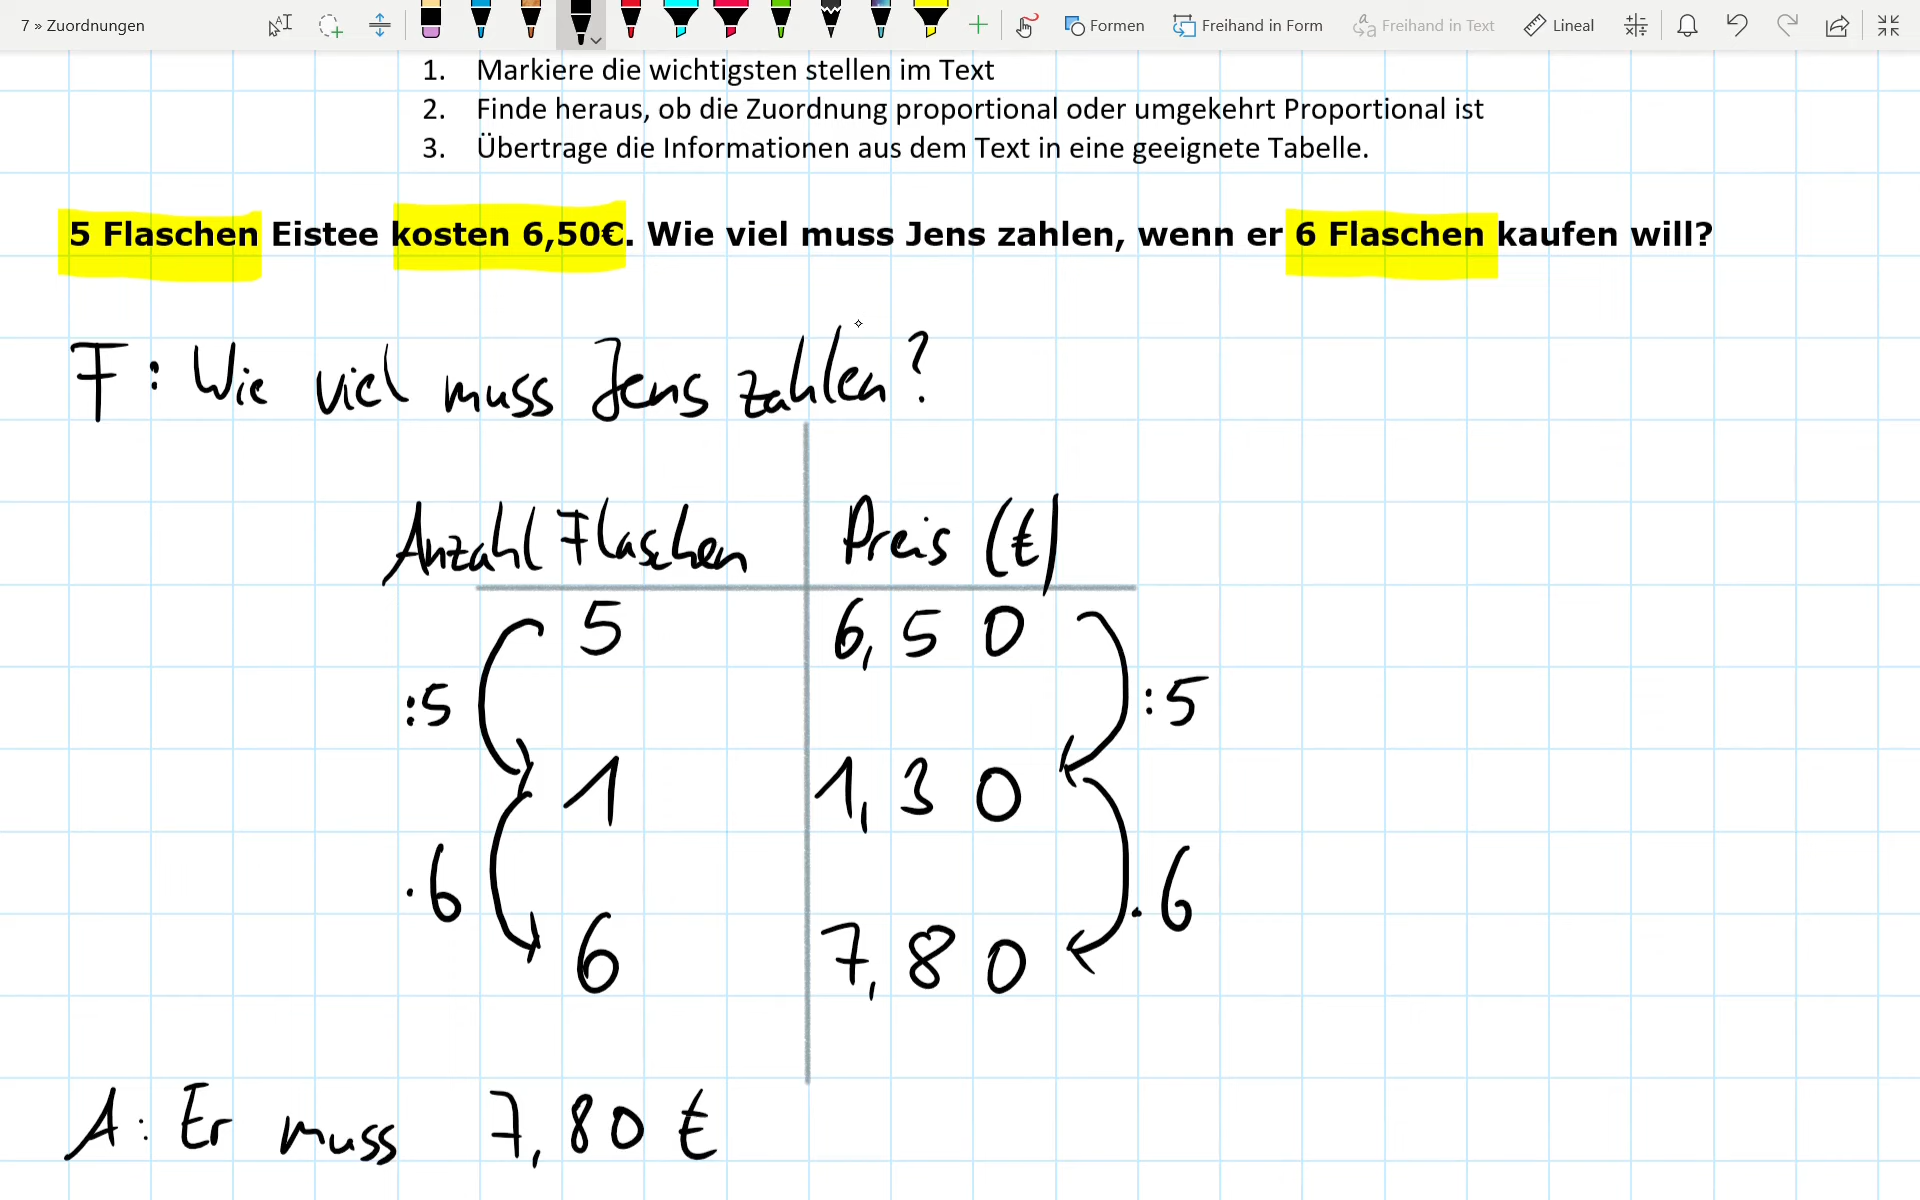 7 » Zuordnungen
Formen
Freihand in Form
Freihand in Text
Lineal
1. Markiere die wichtigsten stellen im Text
2. Finde heraus, ob die Zuordnung proportional oder umgekehrt Proportional ist
3. Übertrage die Informationen aus dem Text in eine geeignete Tabelle.
5 Flaschen Eistee kosten 6,50€. Wie viel muss Jens zahlen, wenn er 6 Flaschen kaufen will?
F: Wie viel muss Jens zahlen?
Anzahl Flaschen Preis (€)
5 6,50
:5 :5
1 1,30
·6 ·6
6 7,80
A: Er muss 7,80 €